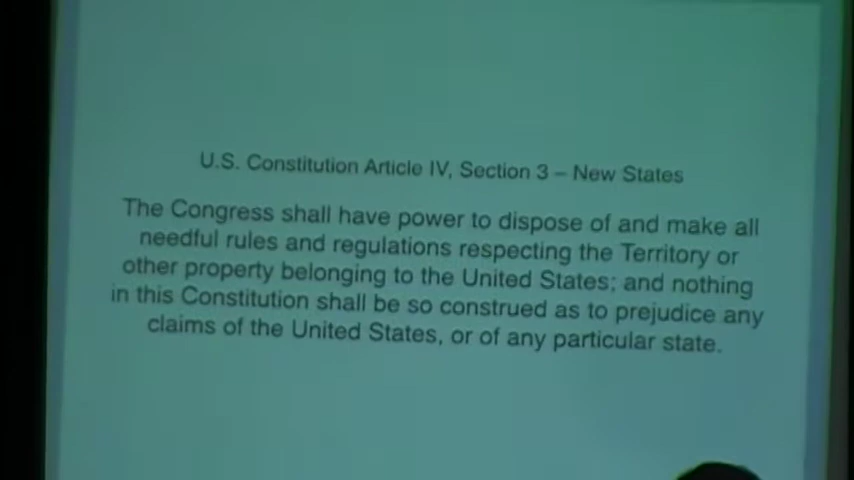 U.S. Constitution Article IV, Section 3 – New States
The Congress shall have power to dispose of and make all
needful rules and regulations respecting the Territory or
other property belonging to the United States; and nothing
in this Constitution shall be so construed as to prejudice any
claims of the United States, or of any particular state.